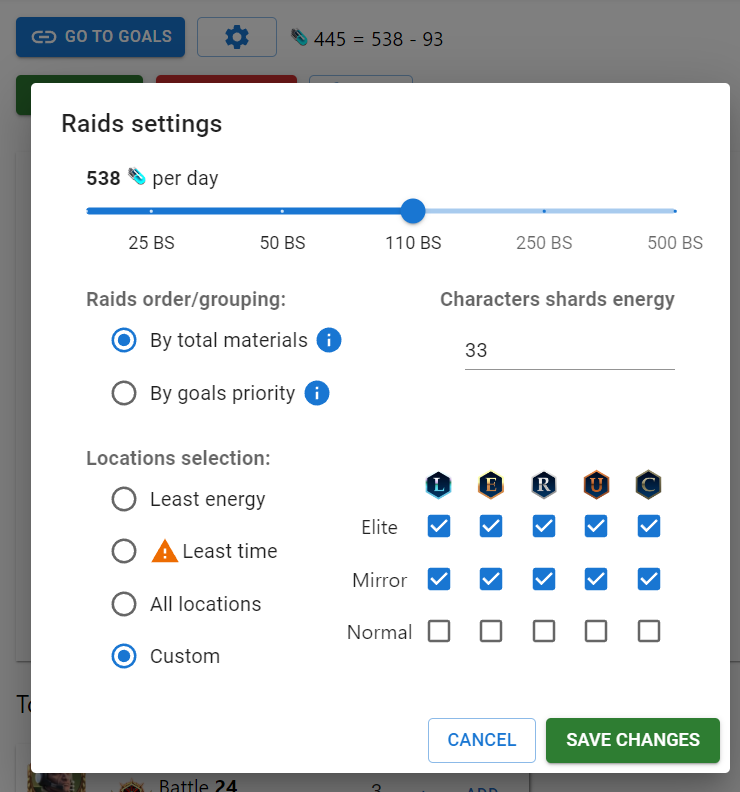 GO TO GOALS
445 = 538 - 93
Raids settings
538 per day
25 BS 50 BS 110 BS 250 BS 500 BS
Raids order/grouping:
Characters shards energy
By total materials
33
By goals priority
Locations selection:
L E R U C
Least energy
Elite
Least time
Mirror
All locations
Normal
Custom
CANCEL
SAVE CHANGES
Battle 24
ADD